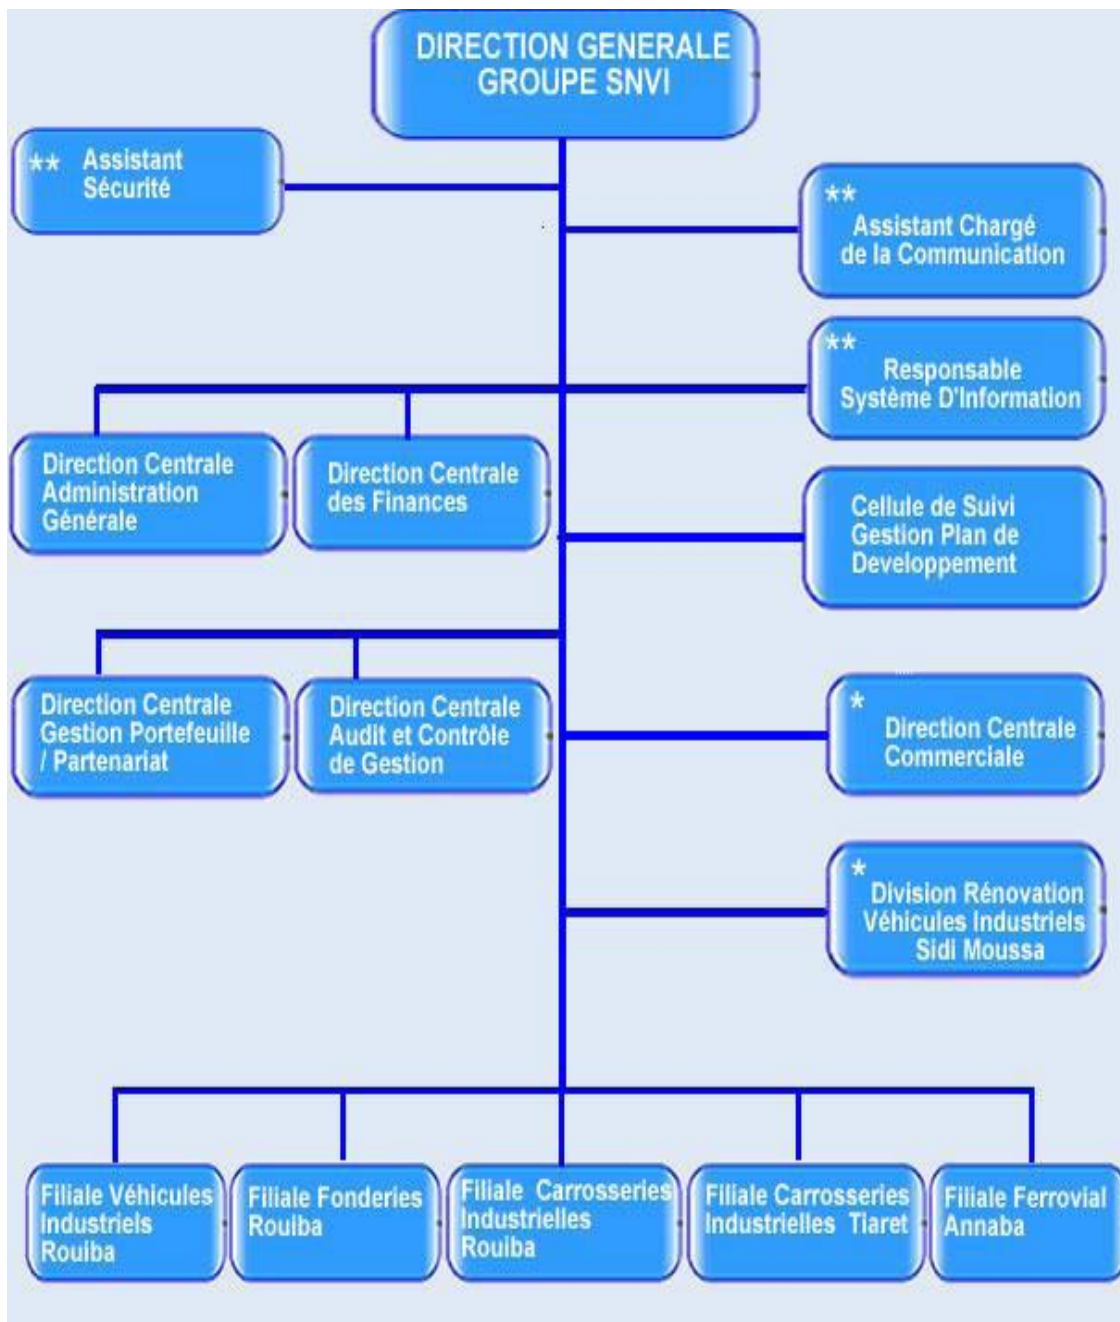 DIRECTION GENERALE
GROUPE SNVI
** Assistant
Sécurité
**
Assistant Chargé
de la Communication
**
Responsable
Système D'Information
Direction Centrale
Administration
Générale
Direction Centrale
des Finances
Cellule de Suivi
Gestion Plan de
Developpement
Direction Centrale
Gestion Portefeuille
/ Partenariat
Direction Centrale
Audit et Contrôle
de Gestion
*
Direction Centrale
Commerciale
*
Division Rénovation
Véhicules Industriels
Sidi Moussa
Filiale Véhicules
Industriels
Rouiba
Filiale Fonderies
Rouiba
Filiale Carrosseries
Industrielles
Rouiba
Filiale Carrosseries
Industrielles Tiaret
Filiale Ferrovial
Annaba